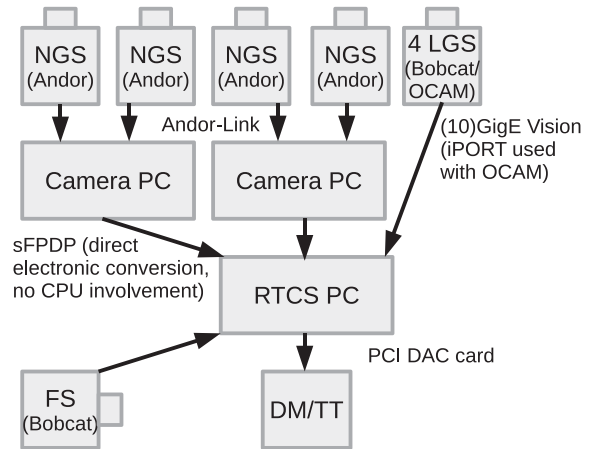 NGS
(Andor)
NGS
(Andor)
NGS
(Andor)
NGS
(Andor)
4 LGS
(Bobcat/
OCAM)
Andor-Link
(10)GigE Vision
(iPORT used
with OCAM)
Camera PC
Camera PC
sFPDP (direct
electronic conversion,
no CPU involvement)
RTCS PC
PCI DAC card
FS
(Bobcat)
DM/TT